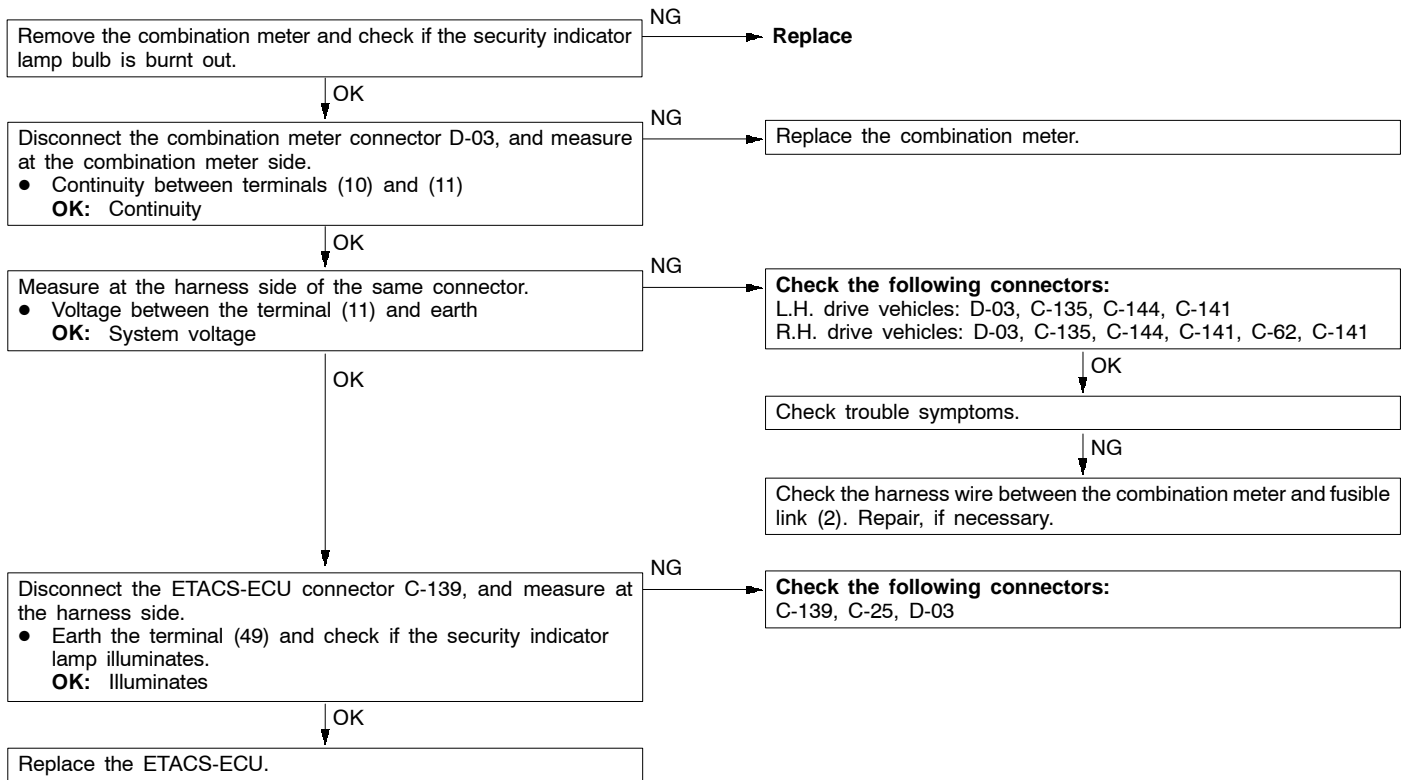 Remove the combination meter and check if the security indicator
lamp bulb is burnt out.
NG
Replace
OK
Disconnect the combination meter connector D-03, and measure
at the combination meter side.
● Continuity between terminals (10) and (11)
OK: Continuity
NG
Replace the combination meter.
OK
Measure at the harness side of the same connector.
● Voltage between the terminal (11) and earth
OK: System voltage
NG
Check the following connectors:
L.H. drive vehicles: D-03, C-135, C-144, C-141
R.H. drive vehicles: D-03, C-135, C-144, C-141, C-62, C-141
OK
Check trouble symptoms.
NG
Check the harness wire between the combination meter and fusible
link (2). Repair, if necessary.
OK
Disconnect the ETACS-ECU connector C-139, and measure at
the harness side.
● Earth the terminal (49) and check if the security indicator
lamp illuminates.
OK: Illuminates
NG
Check the following connectors:
C-139, C-25, D-03
OK
Replace the ETACS-ECU.